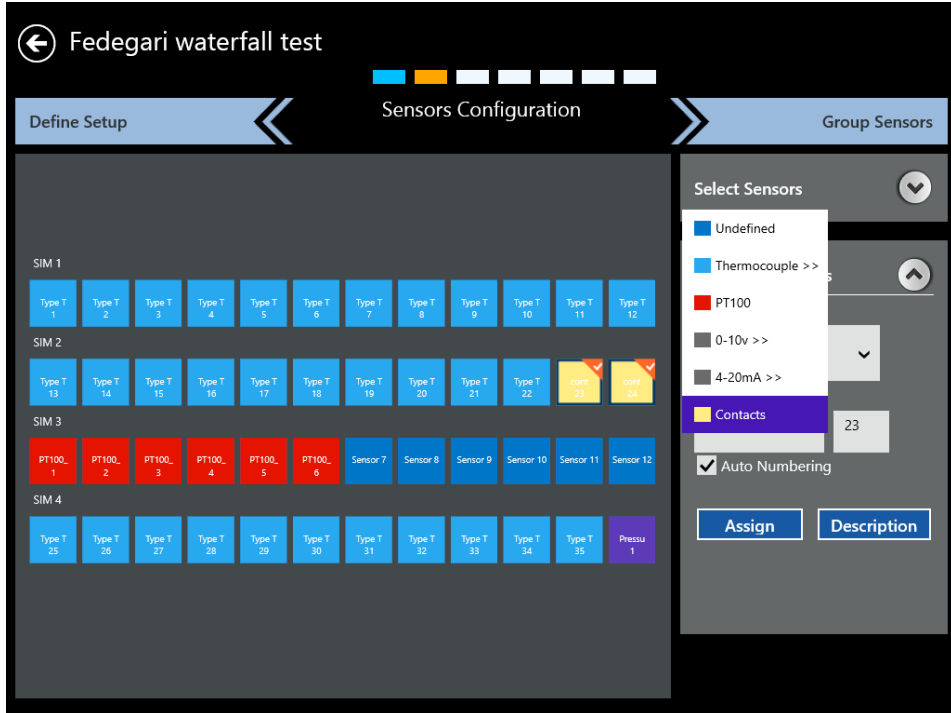 Fedegari waterfall test
Define Setup
Sensors Configuration
Group Sensors
Select Sensors
Undefined
Thermocouple >>
PT100
0-10v >>
4-20mA >>
Contacts
s
23
Auto Numbering
Assign
Description
SIM 1
Type T 1
Type T 2
Type T 3
Type T 4
Type T 5
Type T 6
Type T 7
Type T 8
Type T 9
Type T 10
Type T 11
Type T 12
SIM 2
Type T 13
Type T 14
Type T 15
Type T 16
Type T 17
Type T 18
Type T 19
Type T 20
Type T 21
Type T 22
cont 23
cont 24
SIM 3
PT100_ 1
PT100_ 2
PT100_ 3
PT100_ 4
PT100_ 5
PT100_ 6
Sensor 7
Sensor 8
Sensor 9
Sensor 10
Sensor 11
Sensor 12
SIM 4
Type T 25
Type T 26
Type T 27
Type T 28
Type T 29
Type T 30
Type T 31
Type T 32
Type T 33
Type T 34
Type T 35
Pressu 1